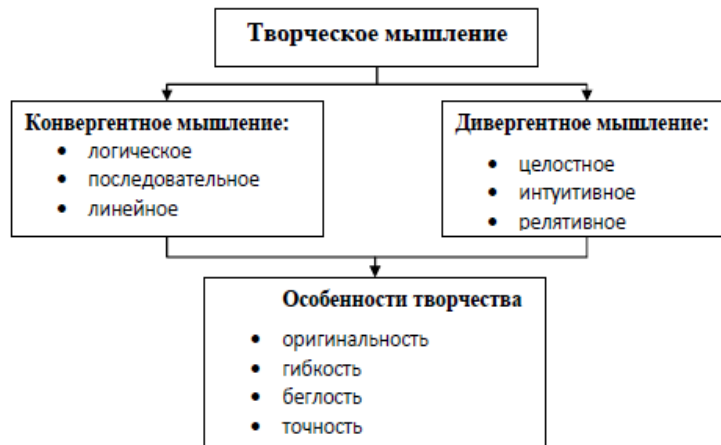 Творческое мышление
Конвергентное мышление:
• логическое
• последовательное
• линейное
Дивергентное мышление:
• целостное
• интуитивное
• релятивное
Особенности творчества
• оригинальность
• гибкость
• беглость
• точность